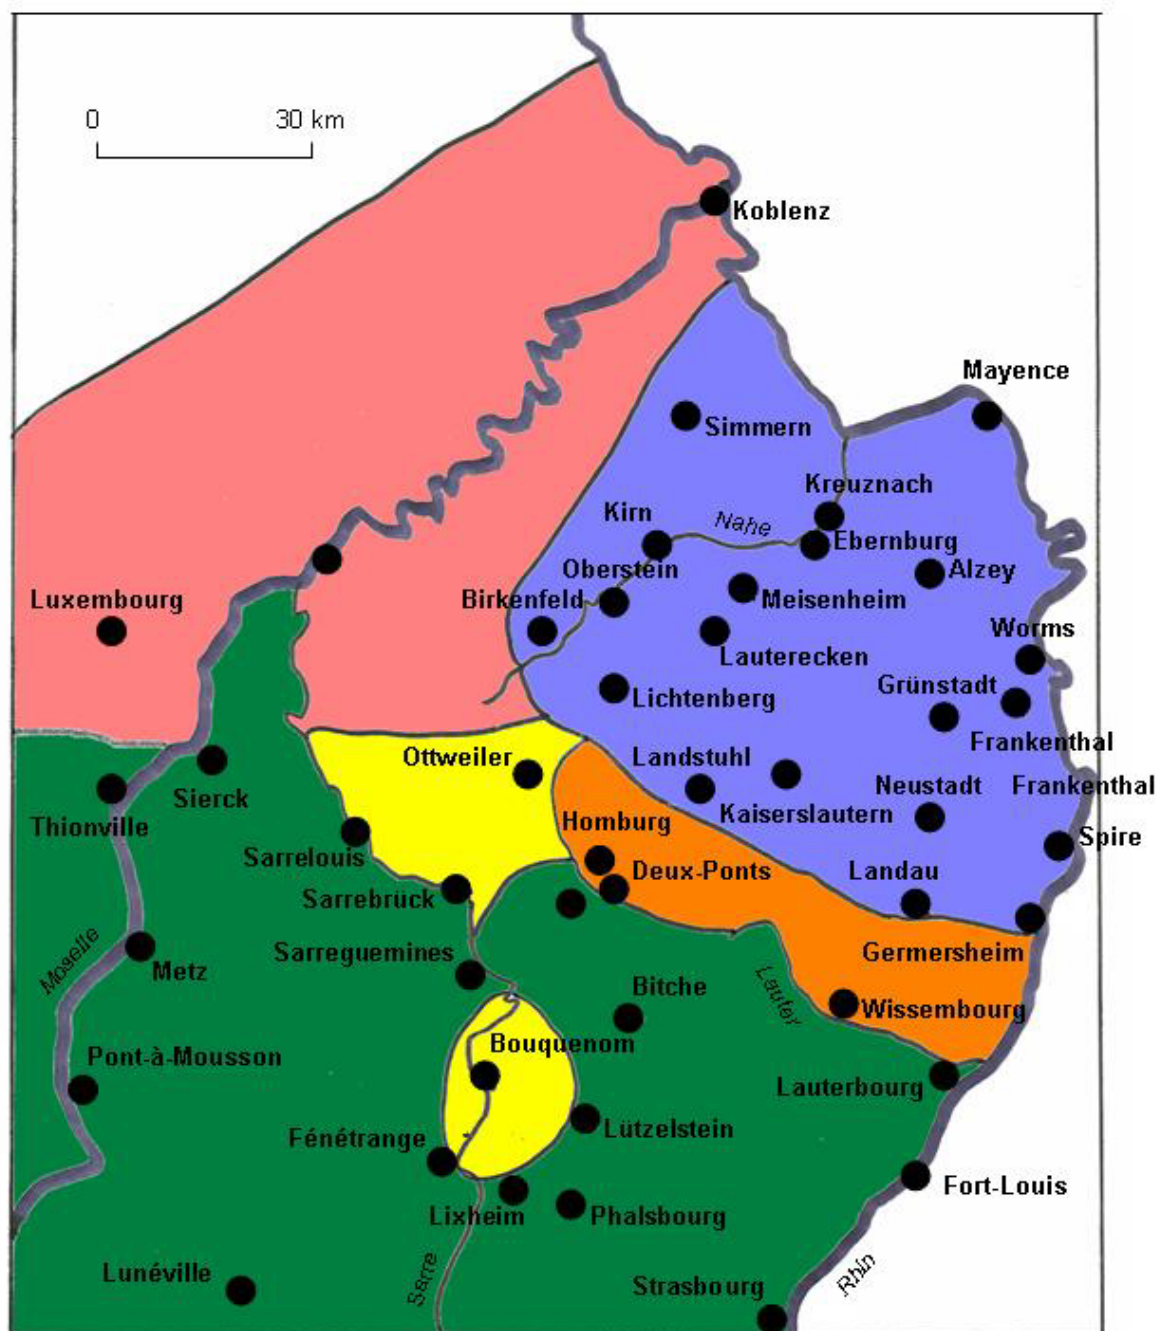 0 30 km
Koblenz
Mayence
Simmern
Kreuznach
Kirn
Nahe
Ebernburg
Oberstein
Alzey
Luxembourg
Birkenfeld
Meisenheim
Worms
Lauterecken
Grünstadt
Lichtenberg
Frankenthal
Ottweiler
Landstuhl
Neustadt
Frankenthal
Sierck
Kaiserslautern
Thionville
Homburg
Spire
Sarrelouis
Deux-Ponts
Landau
Sarrebrück
Moselle
Sarreguemines
Germersheim
Metz
Bitche
Lauter
Wissembourg
Bouquenom
Pont-à-Mousson
Lauterbourg
Fénétrange
Lützelstein
Fort-Louis
Lixheim
Phalsbourg
Lunéville
Sarre
Strasbourg
Rhin